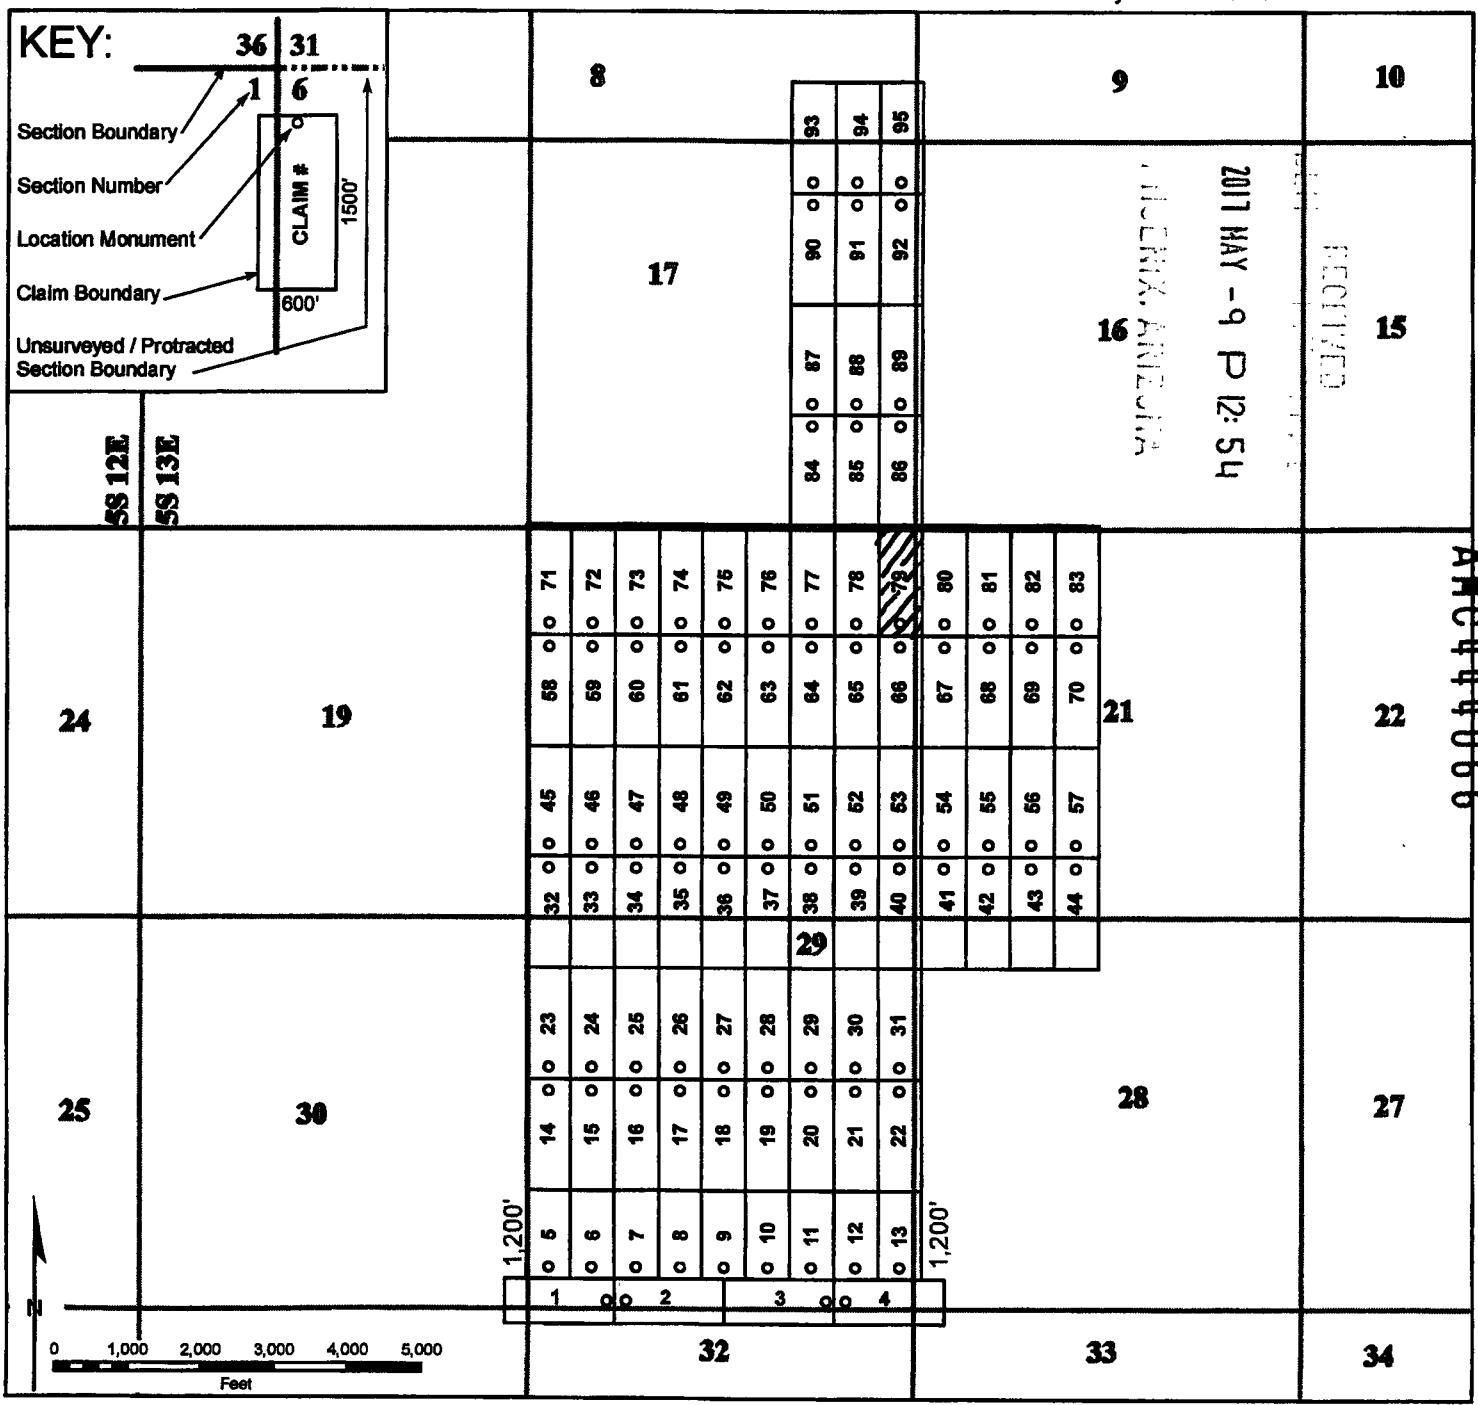 KEY:
36 31
1 6
Section Boundary
Section Number
Location Monument
Claim Boundary
Unsurveyed / Protracted
Section Boundary
CLAIM #
1500'
600'
8
9
10
93 94 95
17
90 91 92
16
15
87 88 89
84 85 86
2017 MAY -9 P 12:54
RECEIVED
PHOENIX, ARIZONA
5S 12E
5S 13E
71 72 73 74 75 76 77 78 79 80 81 82 83
24
19
58 59 60 61 62 63 64 65 66 67 68 69 70
21
22
45 46 47 48 49 50 51 52 53 54 55 56 57
32 33 34 35 36 37 38 39 40 41 42 43 44
29
23 24 25 26 27 28 29 30 31
25
30
14 15 16 17 18 19 20 21 22
28
27
1,200'
5 6 7 8 9 10 11 12 13
1,200'
1 2 3 4
N
32
33
34
0 1,000 2,000 3,000 4,000 5,000
Feet